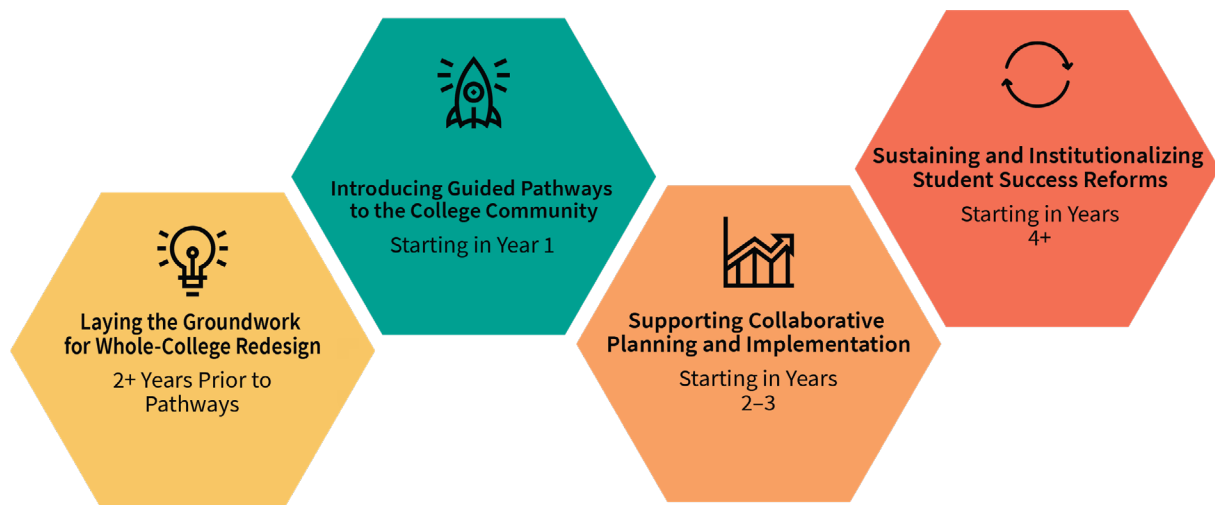 Laying the Groundwork
for Whole-College Redesign
2+ Years Prior to
Pathways
Introducing Guided Pathways
to the College Community
Starting in Year 1
Supporting Collaborative
Planning and Implementation
Starting in Years
2–3
Sustaining and Institutionalizing
Student Success Reforms
Starting in Years
4+